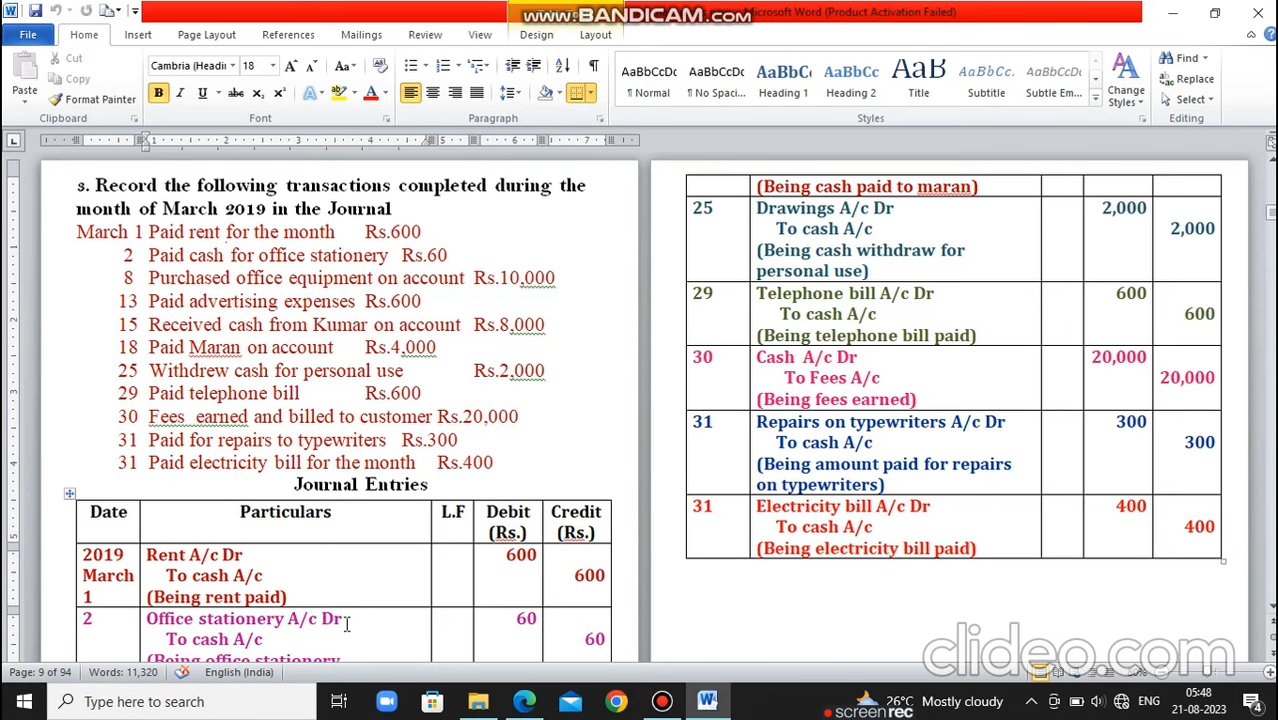 www.BANDICAM.com
Microsoft Word (Product Activation Failed)
File Home Insert Page Layout References Mailings Review View Design Layout
Cut
Copy
Format Painter
Paste
Clipboard
Cambria (Headi 18
Font
Paragraph
AaBbCcDc AaBbCcDc AaBbCc AaBbCc AaB AaBbCc. AaBbCcDc
¶ Normal ¶ No Spaci... Heading 1 Heading 2 Title Subtitle Subtle Em...
Change Styles
Styles
Find
Replace
Select
Editing
3. Record the following transactions completed during the
month of March 2019 in the Journal
March 1 Paid rent for the month Rs.600
2 Paid cash for office stationery Rs.60
8 Purchased office equipment on account Rs.10,000
13 Paid advertising expenses Rs.600
15 Received cash from Kumar on account Rs.8,000
18 Paid Maran on account Rs.4,000
25 Withdrew cash for personal use Rs.2,000
29 Paid telephone bill Rs.600
30 Fees earned and billed to customer Rs.20,000
31 Paid for repairs to typewriters Rs.300
31 Paid electricity bill for the month Rs.400
Journal Entries
Date Particulars L.F Debit (Rs.) Credit (Rs.)
2019 Rent A/c Dr 600
March To cash A/c 600
1 (Being rent paid)
2 Office stationery A/c Dr 60
To cash A/c 60
(Being office stationery
(Being cash paid to maran)
25 Drawings A/c Dr 2,000
To cash A/c 2,000
(Being cash withdraw for
personal use)
29 Telephone bill A/c Dr 600
To cash A/c 600
(Being telephone bill paid)
30 Cash A/c Dr 20,000
To Fees A/c 20,000
(Being fees earned)
31 Repairs on typewriters A/c Dr 300
To cash A/c 300
(Being amount paid for repairs
on typewriters)
31 Electricity bill A/c Dr 400
To cash A/c 400
(Being electricity bill paid)
clideo.com
Page: 9 of 94 Words: 11,320 English (India)
Type here to search
26°C Mostly cloudy
ENG
05:48
21-08-2023
screen rec